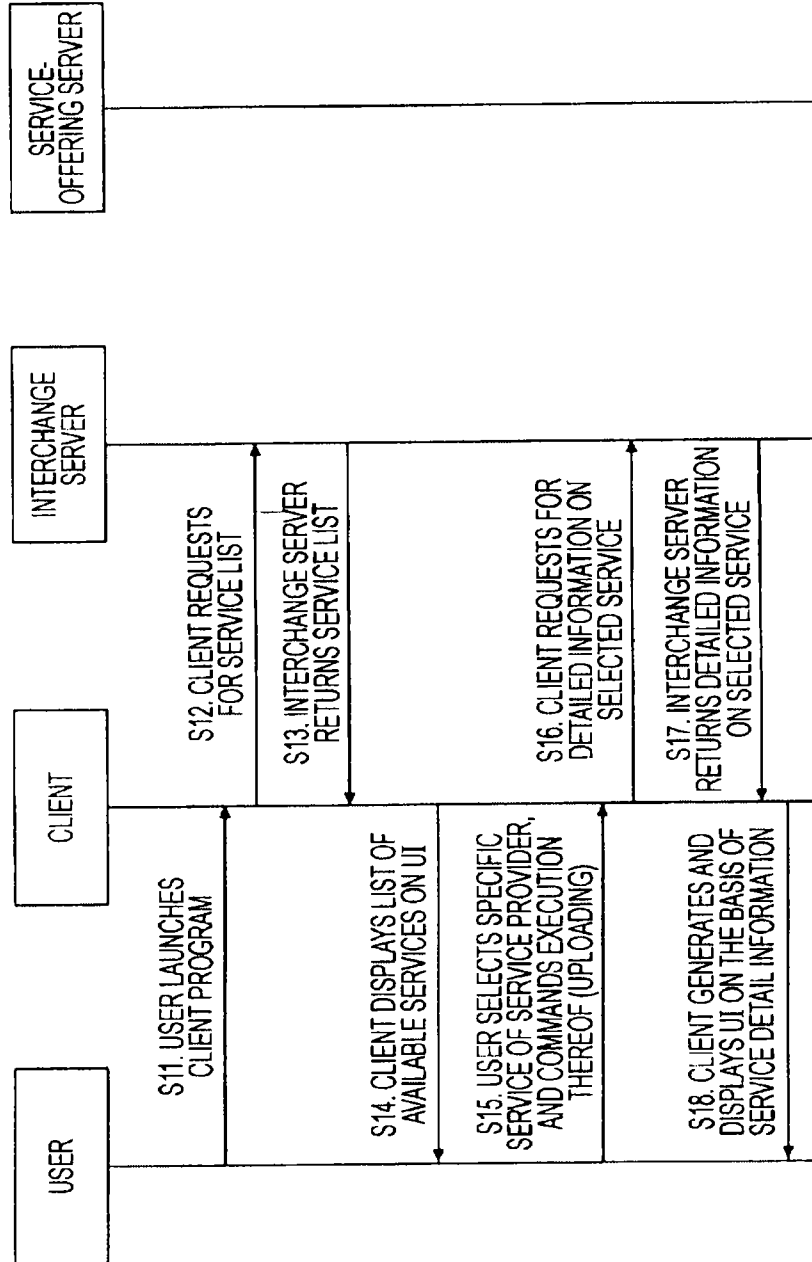 USER
CLIENT
INTERCHANGE
SERVER
SERVICE-
OFFERING SERVER
S11. USER LAUNCHES
CLIENT PROGRAM
S12. CLIENT REQUESTS
FOR SERVICE LIST
S13. INTERCHANGE SERVER
RETURNS SERVICE LIST
S14. CLIENT DISPLAYS LIST OF
AVAILABLE SERVICES ON UI
S15. USER SELECTS SPECIFIC
SERVICE OF SERVICE PROVIDER,
AND COMMANDS EXECUTION
THEREOF (UPLOADING)
S16. CLIENT REQUESTS FOR
DETAILED INFORMATION ON
SELECTED SERVICE
S17. INTERCHANGE SERVER
RETURNS DETAILED INFORMATION
ON SELECTED SERVICE
S18. CLIENT GENERATES AND
DISPLAYS UI ON THE BASIS OF
SERVICE DETAIL INFORMATION